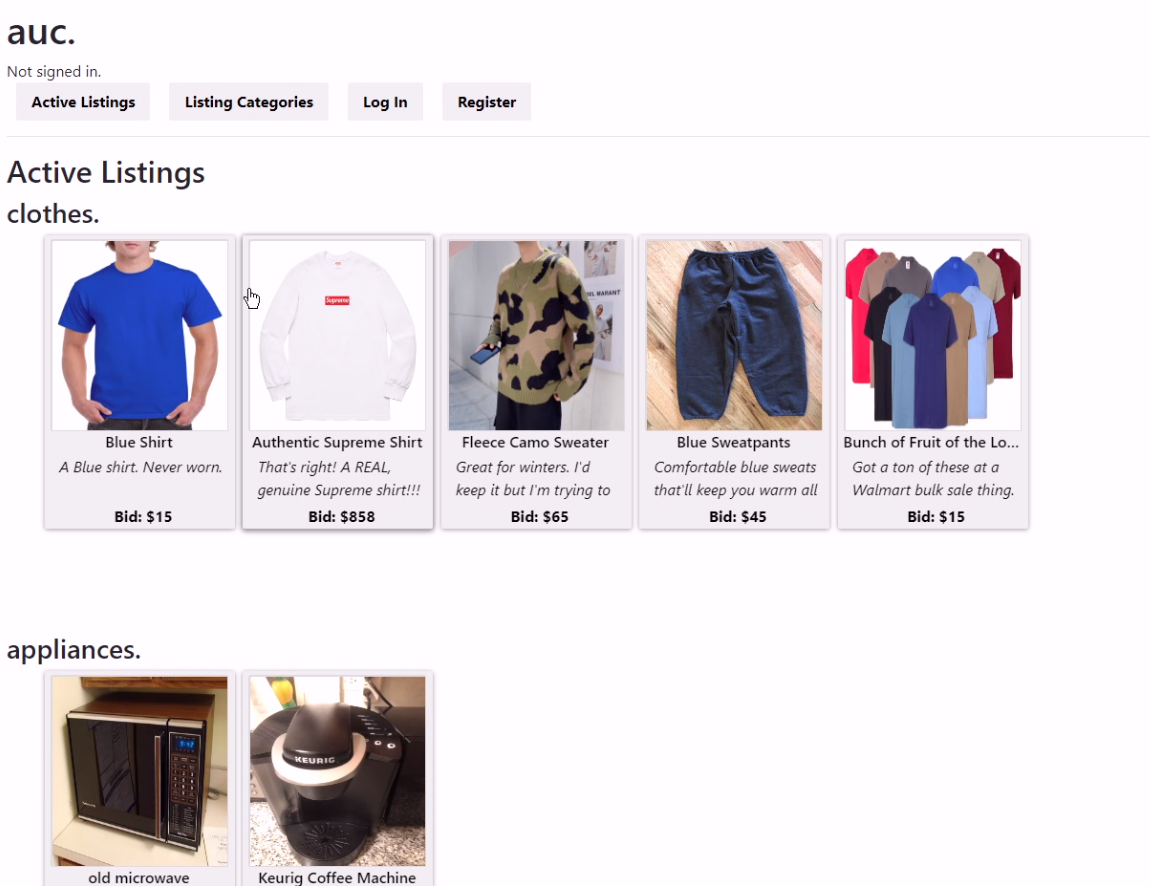 auc.
Not signed in.
Active Listings
Listing Categories
Log In
Register
Active Listings
clothes.
Supreme
EL MARANT
Blue Shirt
Authentic Supreme Shirt
Fleece Camo Sweater
Blue Sweatpants
Bunch of Fruit of the Lo...
A Blue shirt. Never worn.
That's right! A REAL,
genuine Supreme shirt!!!
Great for winters. I'd
keep it but I'm trying to
Comfortable blue sweats
that'll keep you warm all
Got a ton of these at a
Walmart bulk sale thing.
Bid: $15
Bid: $858
Bid: $65
Bid: $45
Bid: $15
appliances.
KEURIG
old microwave
Keurig Coffee Machine